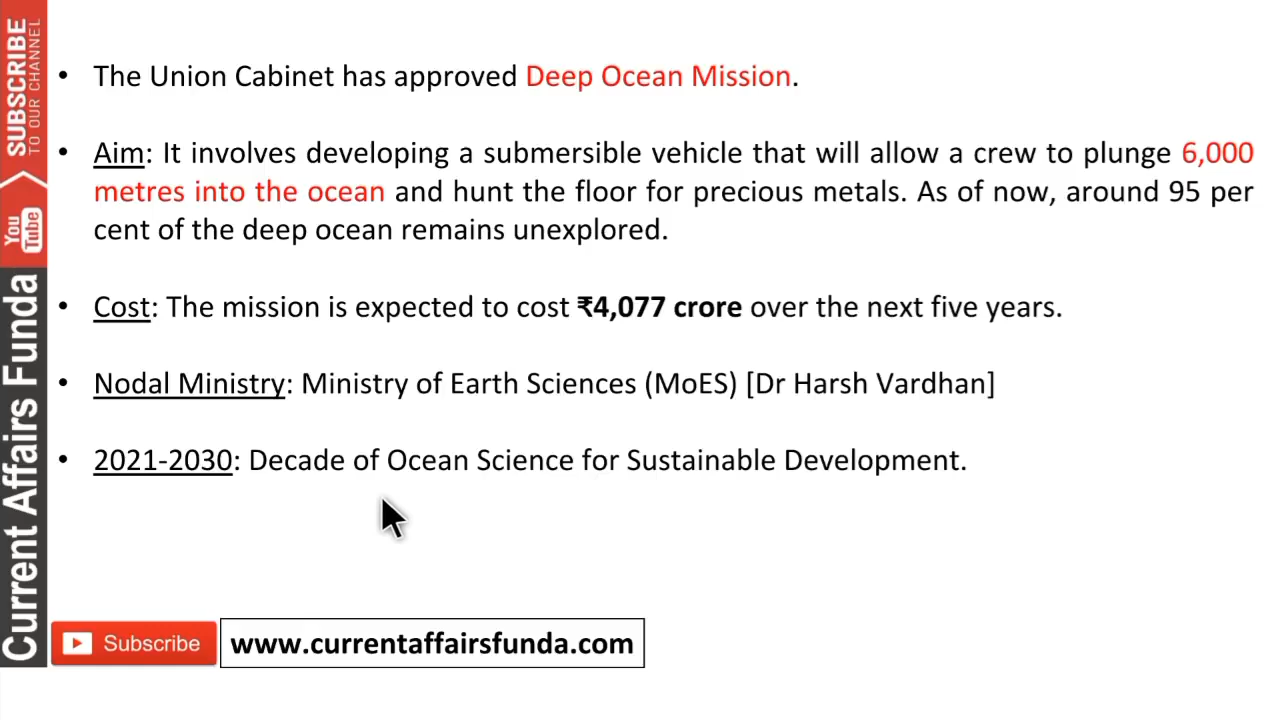 SUBSCRIBE
TO OUR CHANNEL
You
Tube
Current Affairs Funda
• The Union Cabinet has approved Deep Ocean Mission.
• Aim: It involves developing a submersible vehicle that will allow a crew to plunge 6,000
metres into the ocean and hunt the floor for precious metals. As of now, around 95 per
cent of the deep ocean remains unexplored.
• Cost: The mission is expected to cost ₹4,077 crore over the next five years.
• Nodal Ministry: Ministry of Earth Sciences (MoES) [Dr Harsh Vardhan]
• 2021-2030: Decade of Ocean Science for Sustainable Development.
Subscribe
www.currentaffairsfunda.com